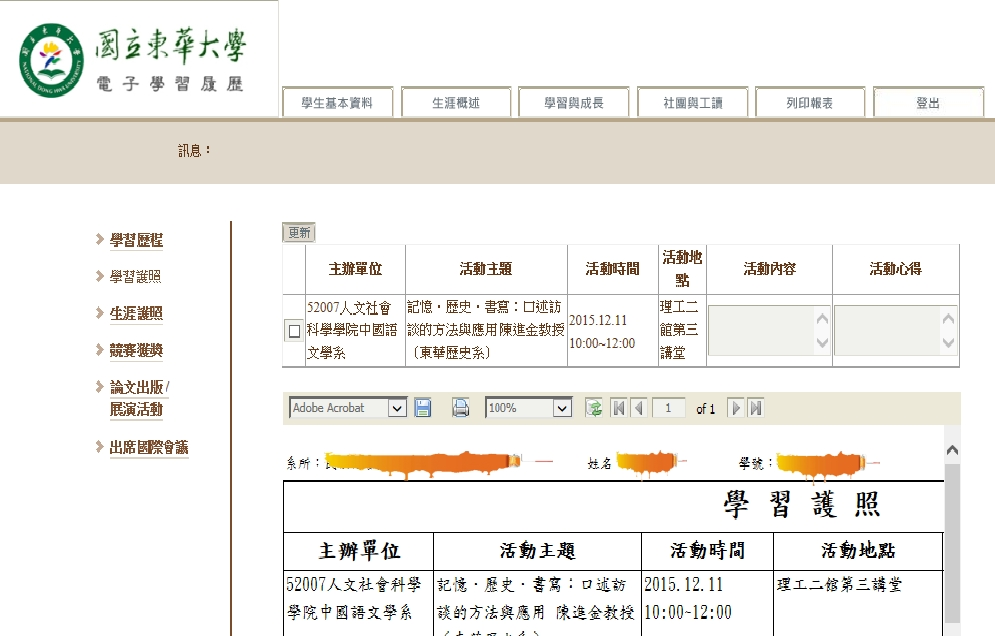 國立東華大學
電子學習履歷
NATIONAL DONG HWA UNIVERSITY
學生基本資料 生涯概述 學習與成長 社團與工讀 列印報表 登出
訊息：
學習歷程
學習護照
生涯護照
競賽獲獎
論文出版/
展演活動
出席國際會議
更新
主辦單位 活動主題 活動時間 活動地點 活動內容 活動心得
52007人文社會
科學學院中國語
文學系
記憶‧歷史‧書寫：口述訪
談的方法與應用陳進金教授
〔東華歷史系〕
2015.12.11
10:00~12:00
理工二
館第三
講堂
Adobe Acrobat 100% 1 of 1
系所： 姓名 學號：
學習護照
主辦單位 活動主題 活動時間 活動地點
52007人文社會科學
學院中國語文學系
記憶‧歷史‧書寫：口述訪
談的方法與應用 陳進金教授
2015.12.11
10:00~12:00
理工二館第三講堂